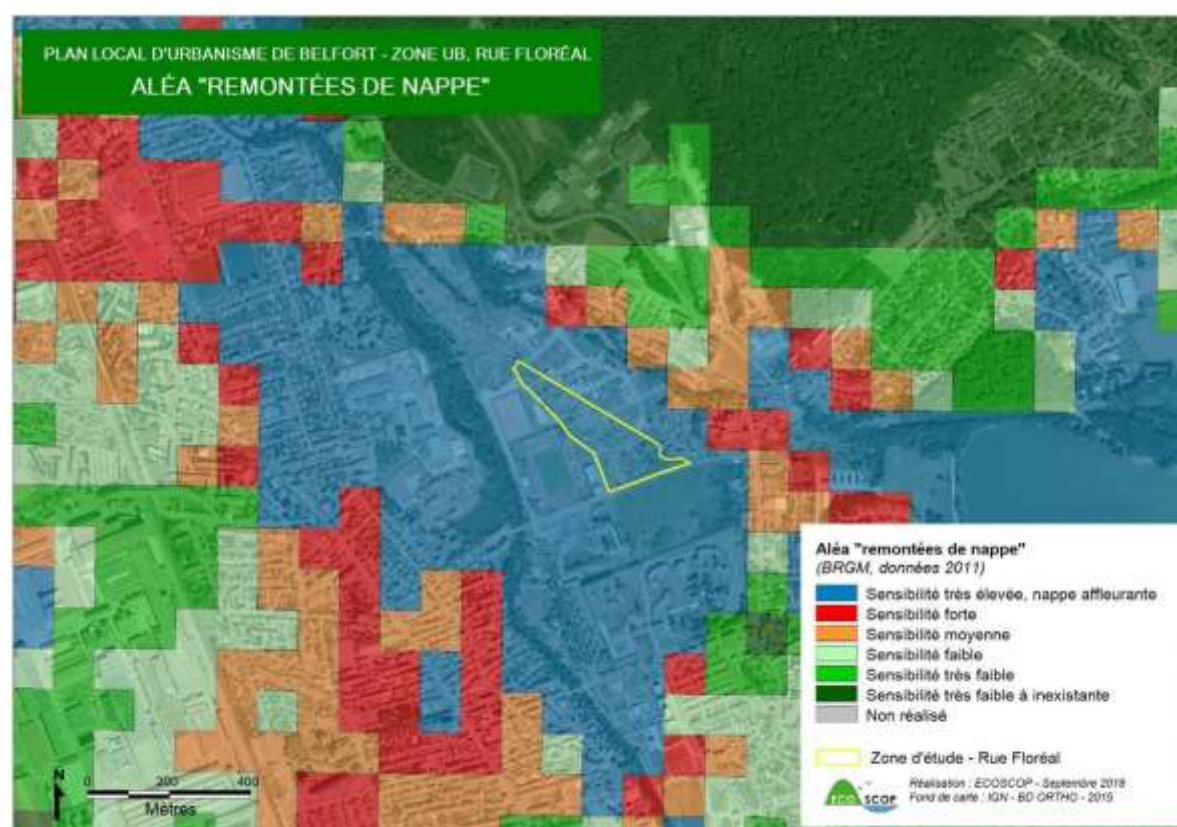 PLAN LOCAL D'URBANISME DE BELFORT - ZONE UB, RUE FLORÉAL
ALÉA "REMONTÉES DE NAPPE"
Aléa "remontées de nappe"
(BRGM, données 2011)
Sensibilité très élevée, nappe affleurante
Sensibilité forte
Sensibilité moyenne
Sensibilité faible
Sensibilité très faible
Sensibilité très faible à inexistante
Non réalisé
Zone d'étude - Rue Floréal
Réalisation : ECOSCOP - Septembre 2018
Fond de carte : IGN - BD ORTHO - 2015
ECO SCOP
N
0 200 400
Mètres